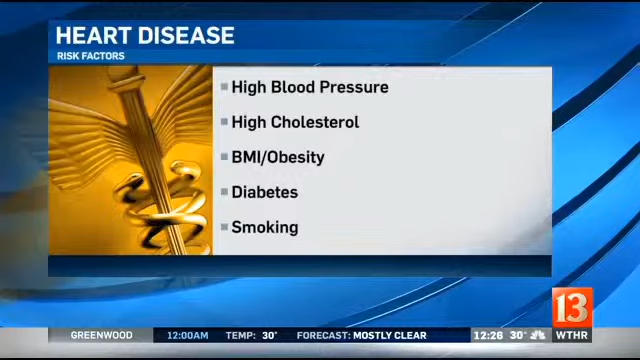 HEART DISEASE
RISK FACTORS
High Blood Pressure
High Cholesterol
BMI/Obesity
Diabetes
Smoking
13
GREENWOOD 12:00AM TEMP: 30° FORECAST: MOSTLY CLEAR 12:26 30° WTHR